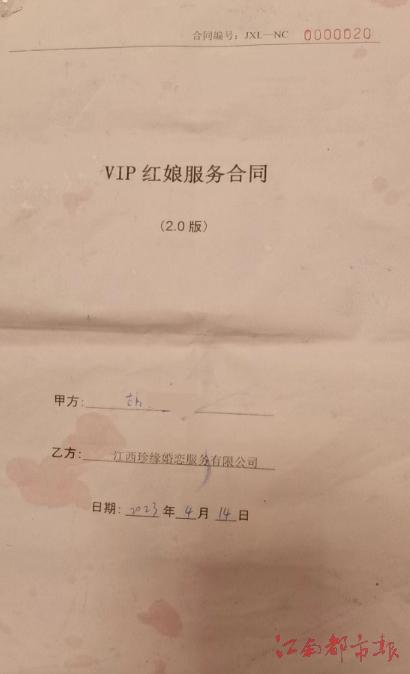 合同编号：JXL—NC 0000020
VIP 红娘服务合同
（2.0 版）
甲方：
乙方：江西珍缘婚恋服务有限公司
日期：2023 年 4 月 14 日
江南都市報